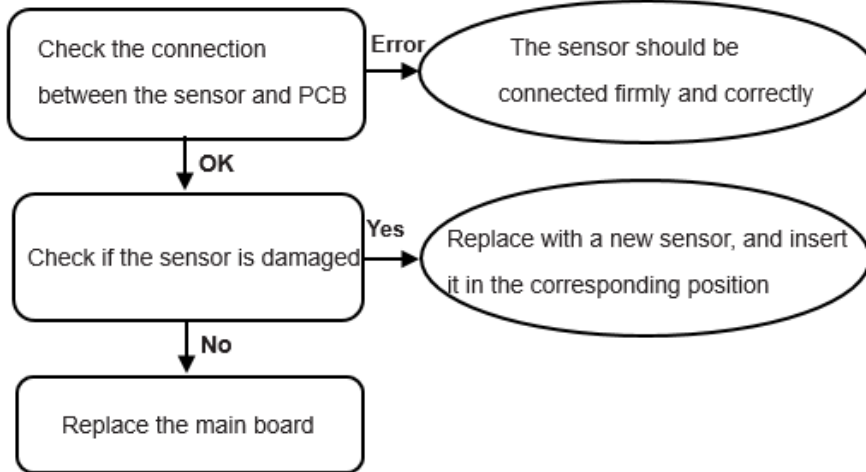 Check the connection
between the sensor and PCB
Error
The sensor should be
connected firmly and correctly
OK
Check if the sensor is damaged
Yes
Replace with a new sensor, and insert
it in the corresponding position
No
Replace the main board